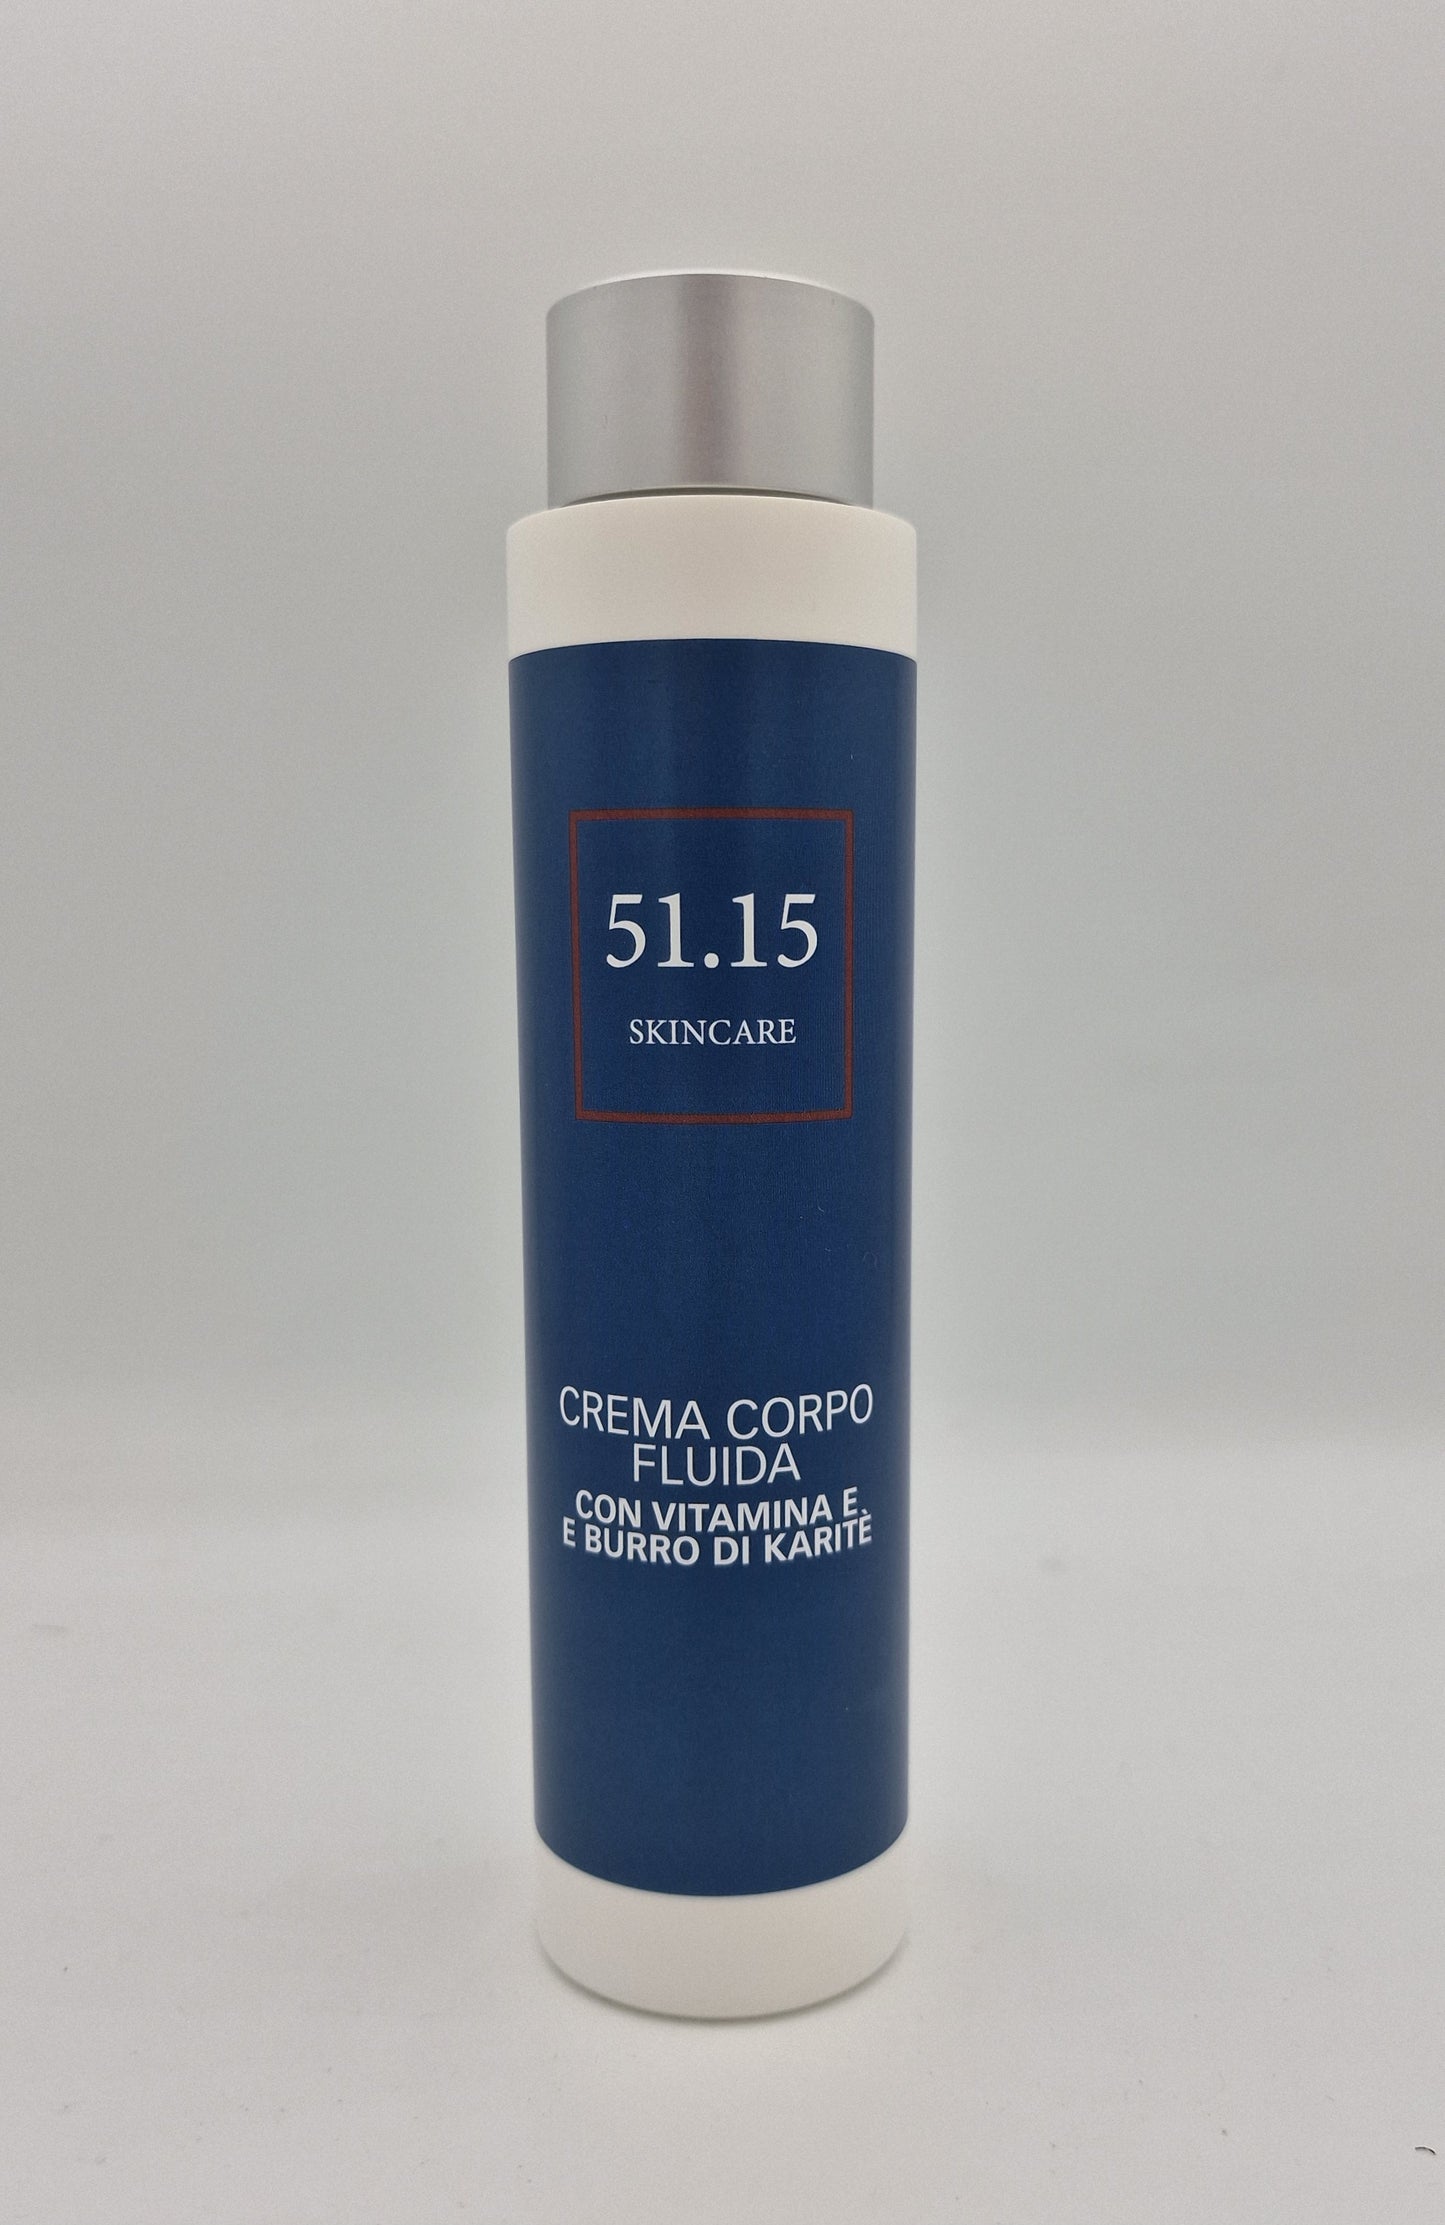 51.15
SKINCARE
CREMA CORPO
FLUIDA
CON VITAMINA E
E BURRO DI KARITÈ